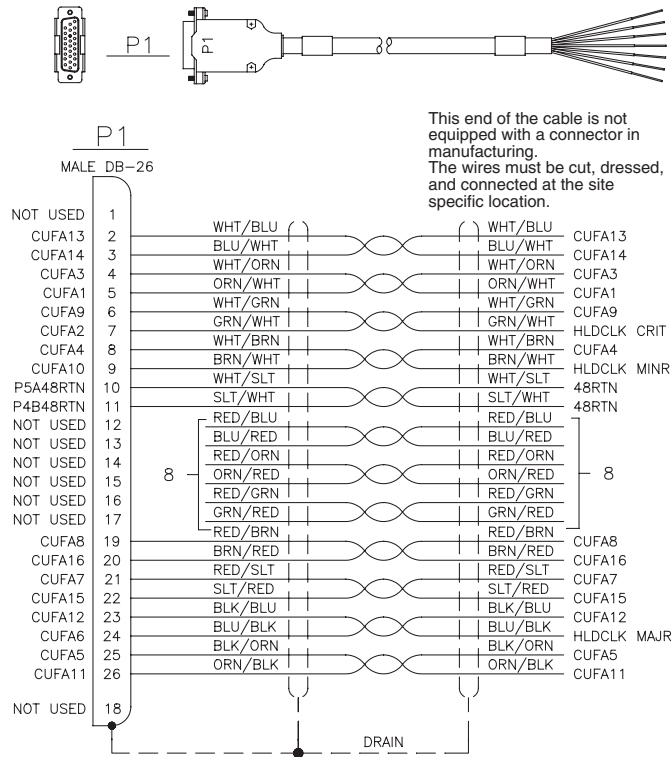 P1
P1
This end of the cable is not
equipped with a connector in
manufacturing.
The wires must be cut, dressed,
and connected at the site
specific location.
P1
MALE DB-26
NOT USED 1
CUFA13 2 WHT/BLU WHT/BLU CUFA13
CUFA14 3 BLU/WHT BLU/WHT CUFA14
CUFA3 4 WHT/ORN WHT/ORN CUFA3
CUFA1 5 ORN/WHT ORN/WHT CUFA1
CUFA9 6 WHT/GRN WHT/GRN CUFA9
CUFA2 7 GRN/WHT GRN/WHT HLDCLK CRIT
CUFA4 8 WHT/BRN WHT/BRN CUFA4
CUFA10 9 BRN/WHT BRN/WHT HLDCLK MINR
P5A48RTN 10 WHT/SLT WHT/SLT 48RTN
P4B48RTN 11 SLT/WHT SLT/WHT 48RTN
NOT USED 12 RED/BLU RED/BLU
NOT USED 13 BLU/RED BLU/RED
NOT USED 14 RED/ORN RED/ORN
NOT USED 15 8 ORN/RED ORN/RED 8
NOT USED 16 RED/GRN RED/GRN
NOT USED 17 GRN/RED GRN/RED
CUFA8 19 RED/BRN RED/BRN CUFA8
CUFA16 20 BRN/RED BRN/RED CUFA16
CUFA7 21 RED/SLT RED/SLT CUFA7
CUFA15 22 SLT/RED SLT/RED CUFA15
CUFA12 23 BLK/BLU BLK/BLU CUFA12
CUFA6 24 BLU/BLK BLU/BLK HLDCLK MAJR
CUFA5 25 BLK/ORN BLK/ORN CUFA5
CUFA11 26 ORN/BLK ORN/BLK CUFA11
NOT USED 18
DRAIN